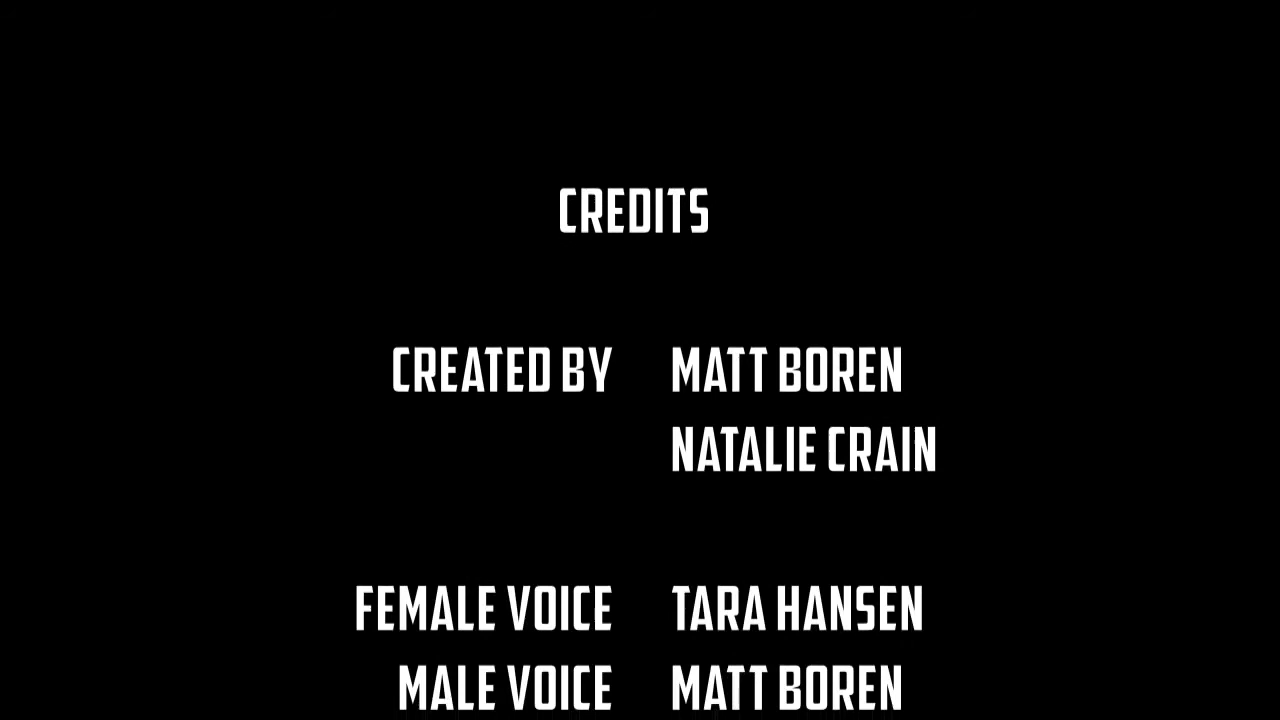 CREDITS
CREATED BY MATT BOREN
NATALIE CRAIN
FEMALE VOICE TARA HANSEN
MALE VOICE MATT BOREN